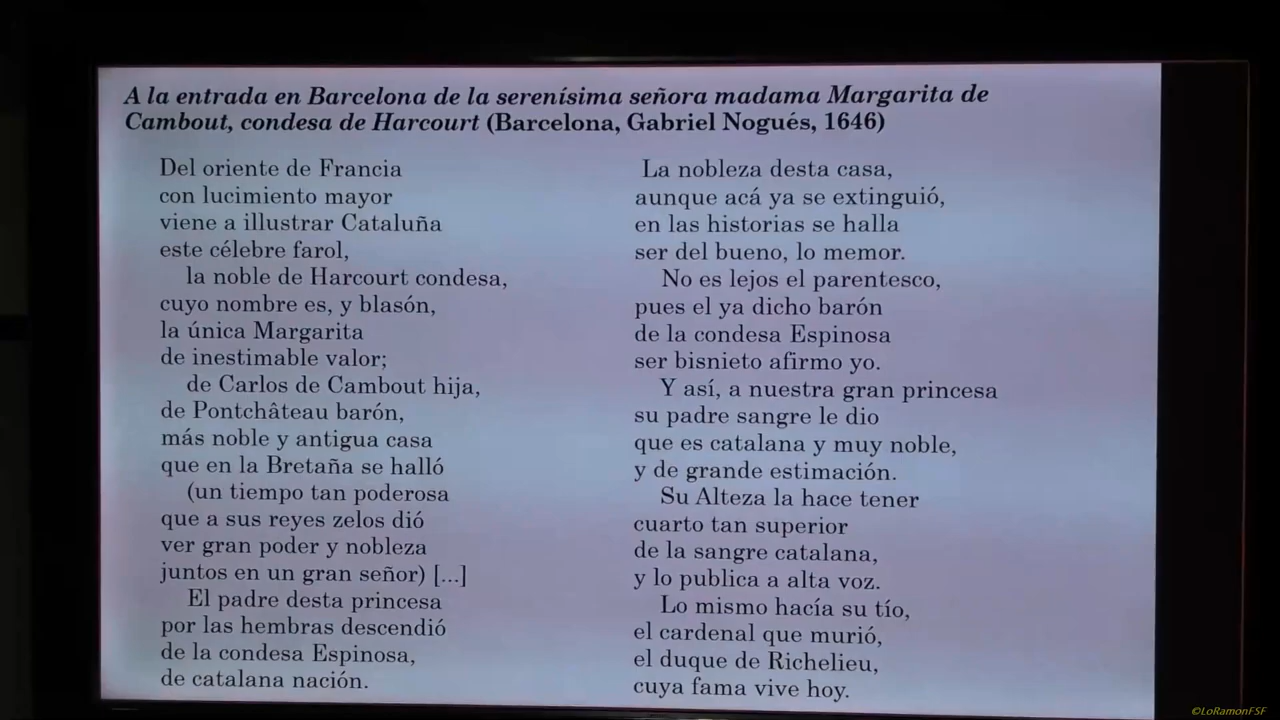 A la entrada en Barcelona de la serenísima señora madama Margarita de
Cambout, condesa de Harcourt (Barcelona, Gabriel Nogués, 1646)
Del oriente de Francia
con lucimiento mayor
viene a illustrar Cataluña
este célebre farol,
la noble de Harcourt condesa,
cuyo nombre es, y blasón,
la única Margarita
de inestimable valor;
de Carlos de Cambout hija,
de Pontchâteau barón,
más noble y antigua casa
que en la Bretaña se halló
(un tiempo tan poderosa
que a sus reyes zelos dió
ver gran poder y nobleza
juntos en un gran señor) [...]
El padre desta princesa
por las hembras descendió
de la condesa Espinosa,
de catalana nación.
La nobleza desta casa,
aunque acá ya se extinguió,
en las historias se halla
ser del bueno, lo memor.
No es lejos el parentesco,
pues el ya dicho barón
de la condesa Espinosa
ser bisnieto afirmo yo.
Y así, a nuestra gran princesa
su padre sangre le dio
que es catalana y muy noble,
y de grande estimación.
Su Alteza la hace tener
cuarto tan superior
de la sangre catalana,
y lo publica a alta voz.
Lo mismo hacía su tío,
el cardenal que murió,
el duque de Richelieu,
cuya fama vive hoy.
©LoRamonFSF